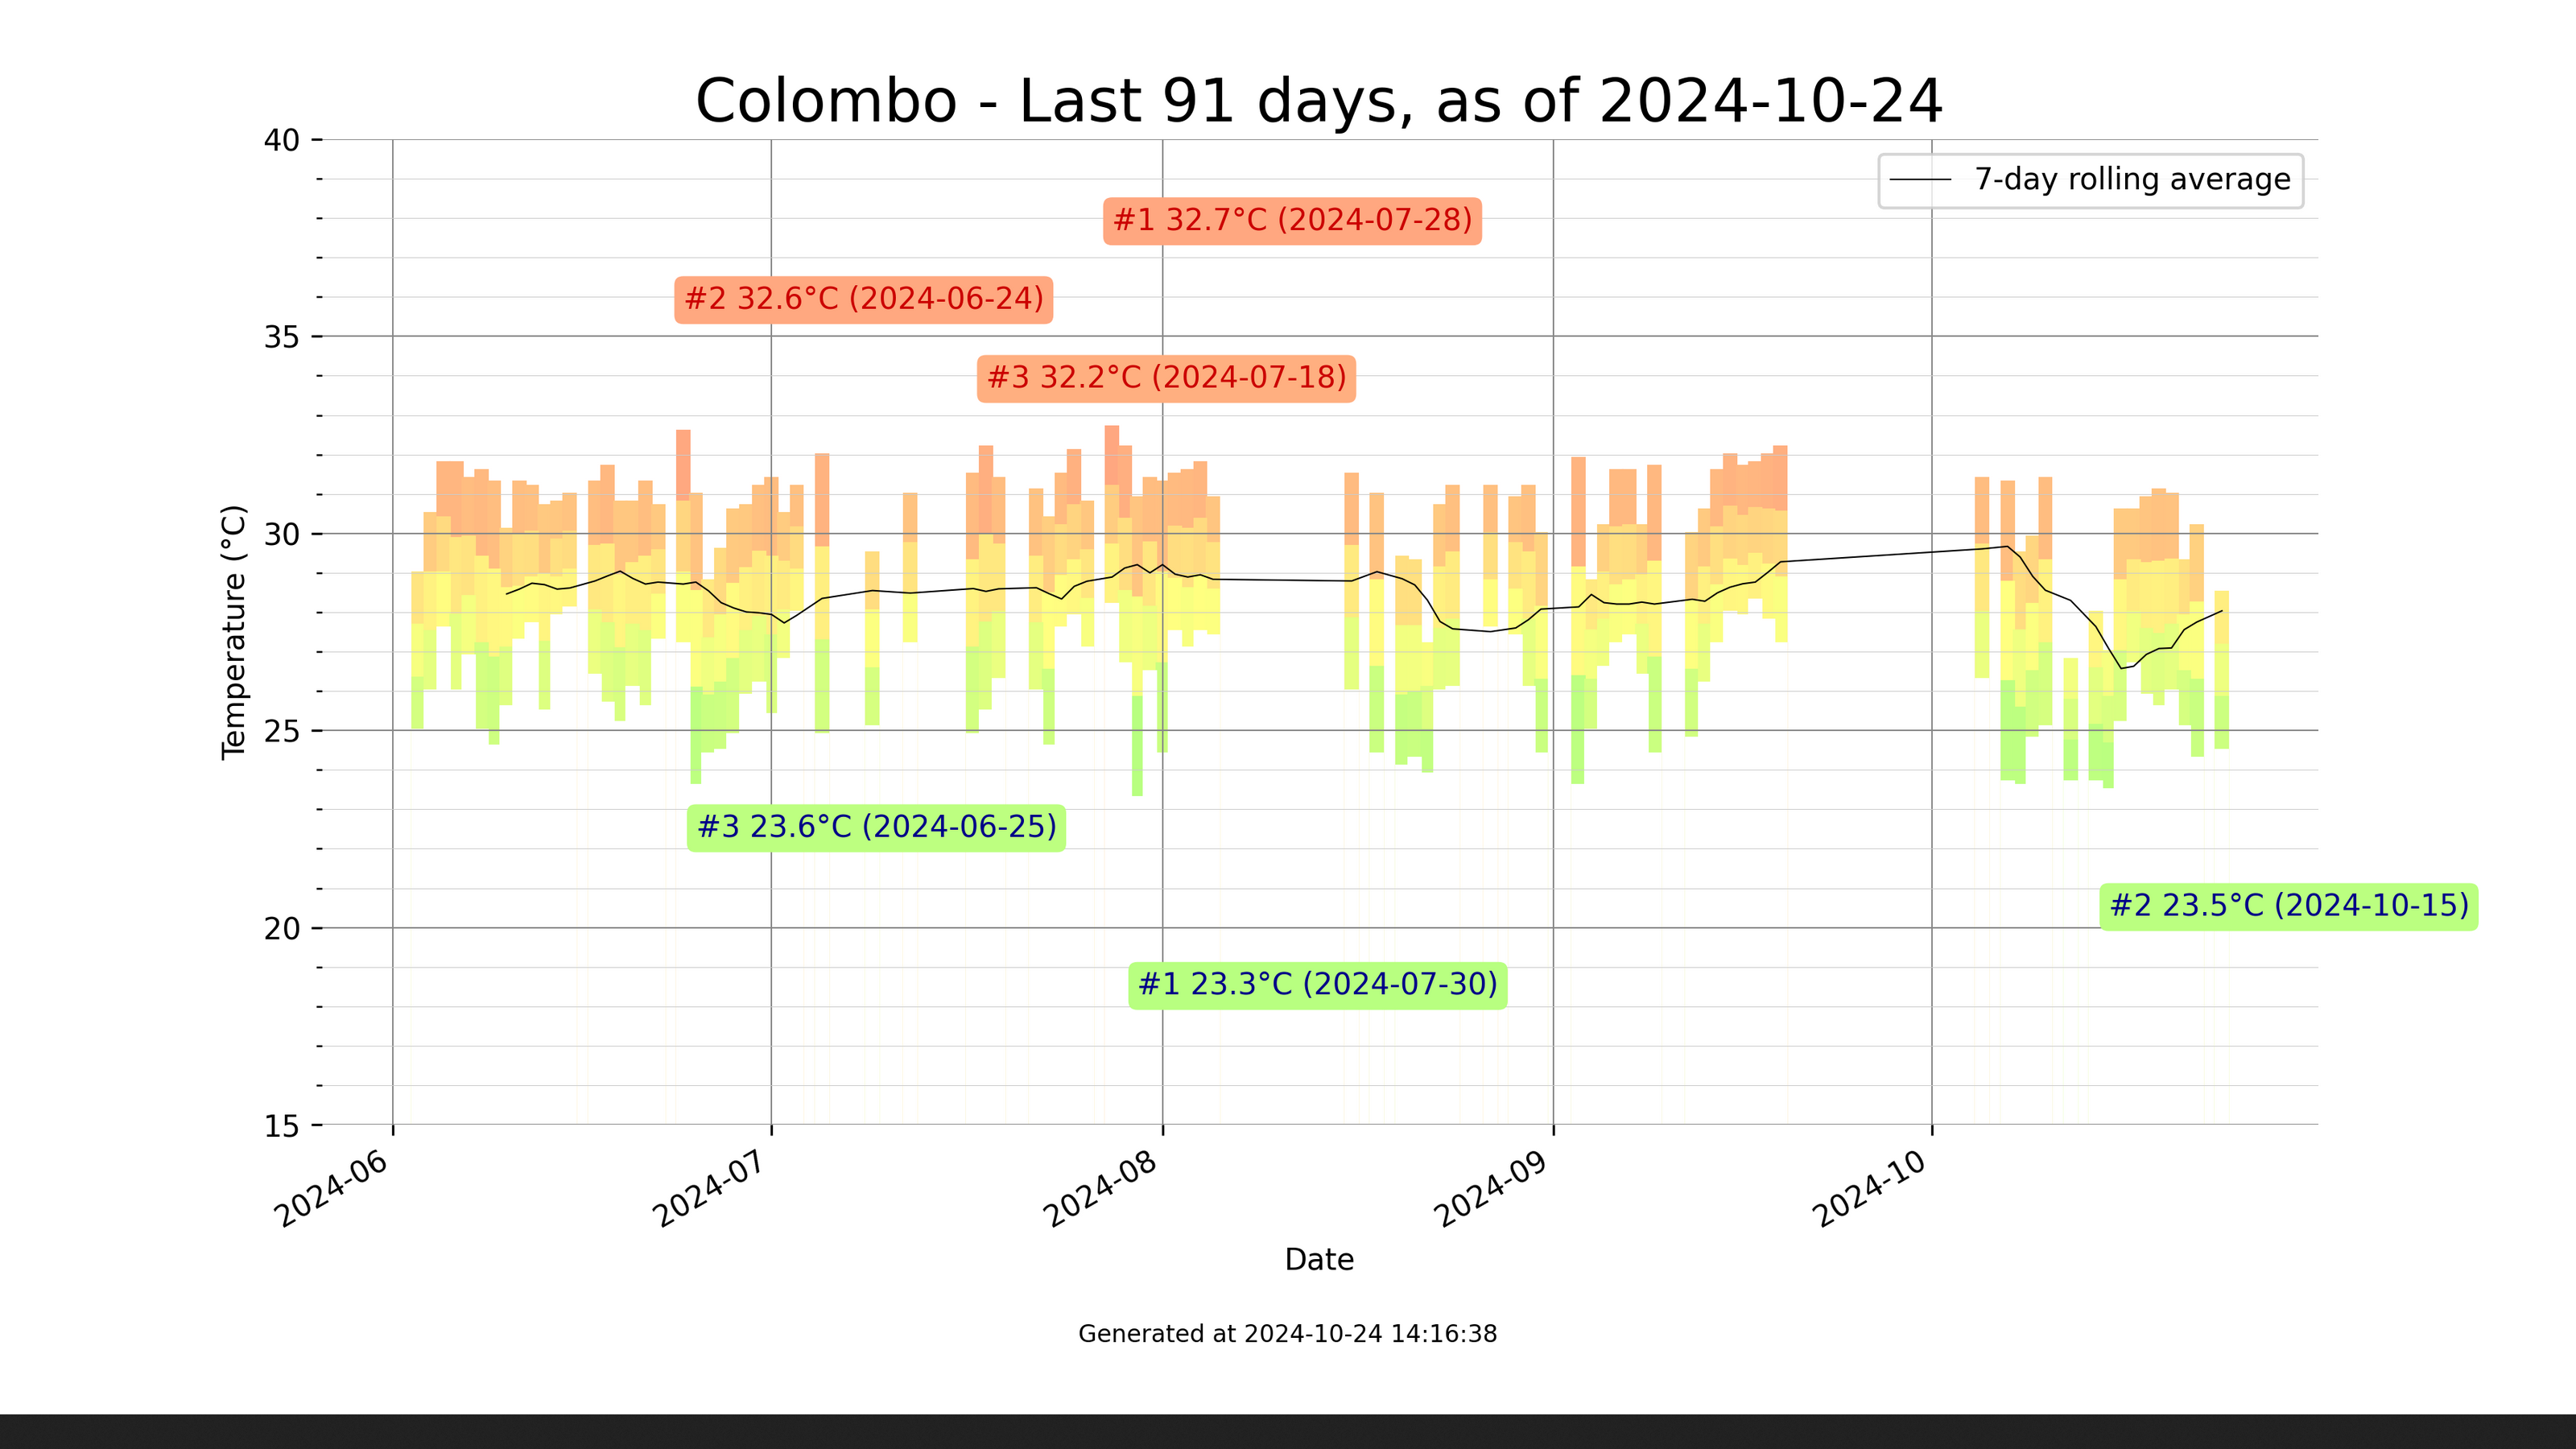 Colombo - Last 91 days, as of 2024-10-24
40
7-day rolling average
#1 32.7°C (2024-07-28)
#2 32.6°C (2024-06-24)
35
#3 32.2°C (2024-07-18)
30
Temperature (°C)
25
#3 23.6°C (2024-06-25)
#2 23.5°C (2024-10-15)
20
#1 23.3°C (2024-07-30)
15
2024-06
2024-07
2024-08
2024-09
2024-10
Date
Generated at 2024-10-24 14:16:38